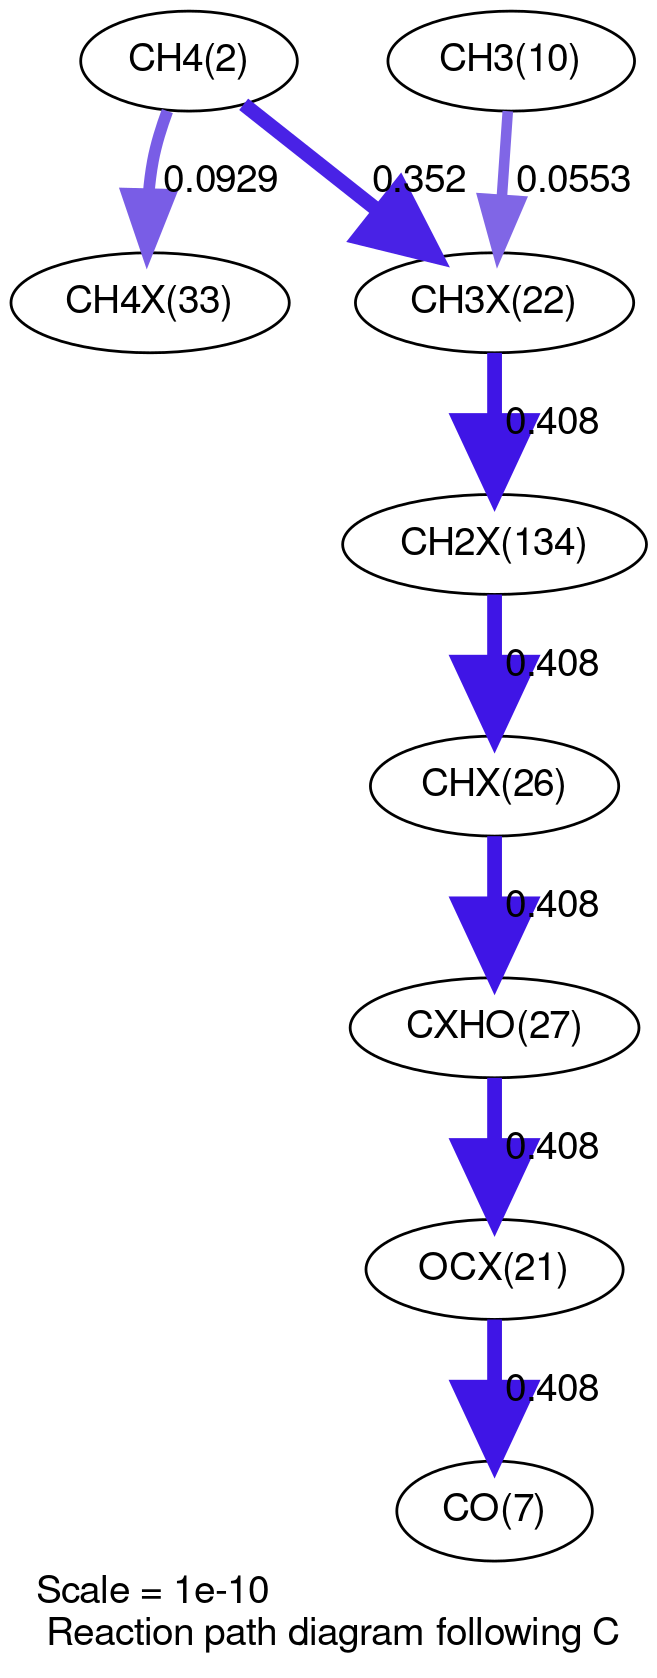 CH4(2)
CH3(10)
0.0929
0.352
0.0553
CH4X(33)
CH3X(22)
0.408
CH2X(134)
0.408
CHX(26)
0.408
CXHO(27)
0.408
OCX(21)
0.408
CO(7)
Scale = 1e-10
Reaction path diagram following C